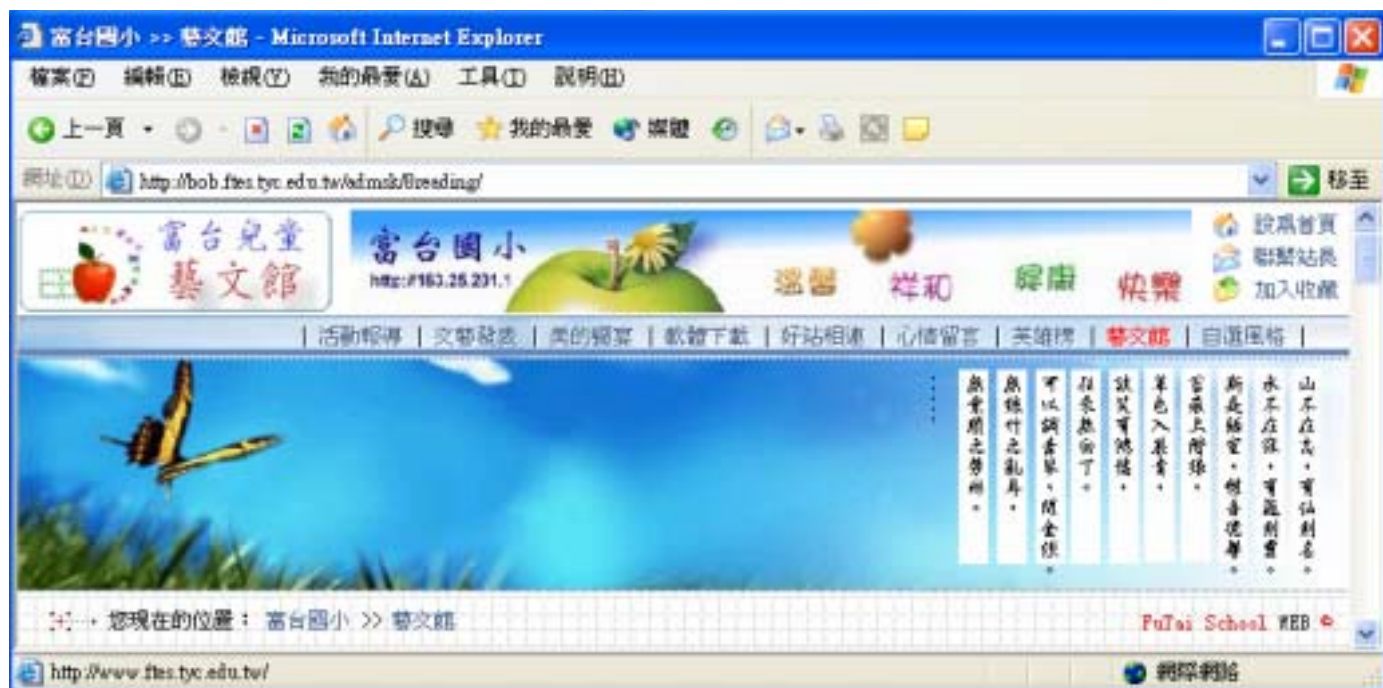 富台國小 >> 藝文館 - Microsoft Internet Explorer
檔案(F) 編輯(E) 檢視(V) 我的最愛(A) 工具(T) 說明(H)
上一頁 搜尋 我的最愛 媒體
網址(D) http://bob.ftes.tyc.edu.tw/admsk/8reading/ 移至
富台兒童
藝文館
富台國小
http://163.25.231.1
溫馨 祥和 健康 快樂
設為首頁
聯繫站長
加入收藏
| 活動報導 | 文藝發表 | 美的饗宴 | 軟體下載 | 好站相連 | 心情留言 | 英雄榜 | 藝文館 | 自選風格 |
山不在高,有仙則名。
水不在深,有龍則靈。
斯是陋室,惟吾德馨。
苔痕上階綠。
草色入簾青。
談笑有鴻儒。
往來無白丁。
可以調素琴,閱金經。
無絲竹之亂耳。
無案牘之勞形。
您現在的位置: 富台國小 >> 藝文館
FuTai School WEB
http://www.ftes.tyc.edu.tw/ 網際網路